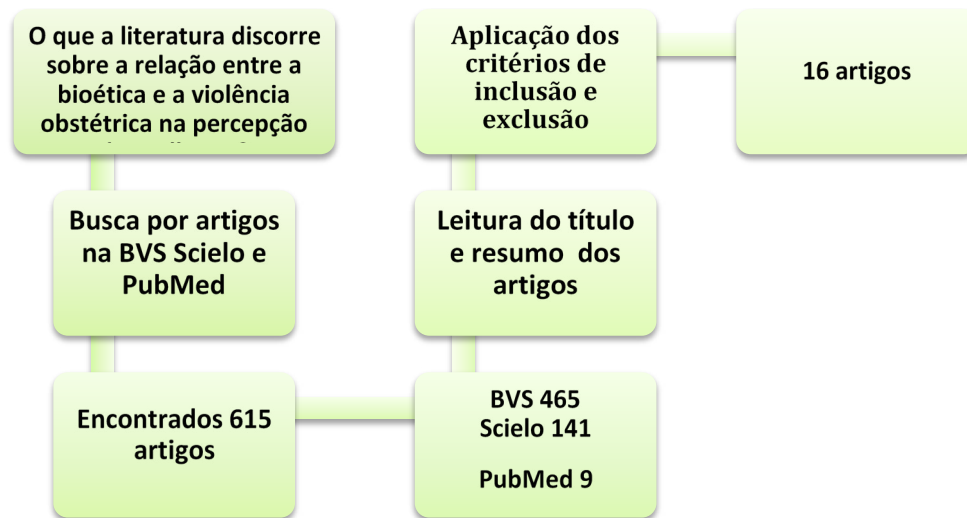 O que a literatura discorre
sobre a relação entre a
bioética e a violência
obstétrica na percepção
Busca por artigos
na BVS Scielo e
PubMed
Encontrados 615
artigos
BVS 465
Scielo 141
PubMed 9
Leitura do título
e resumo dos
artigos
Aplicação dos
critérios de
inclusão e
exclusão
16 artigos